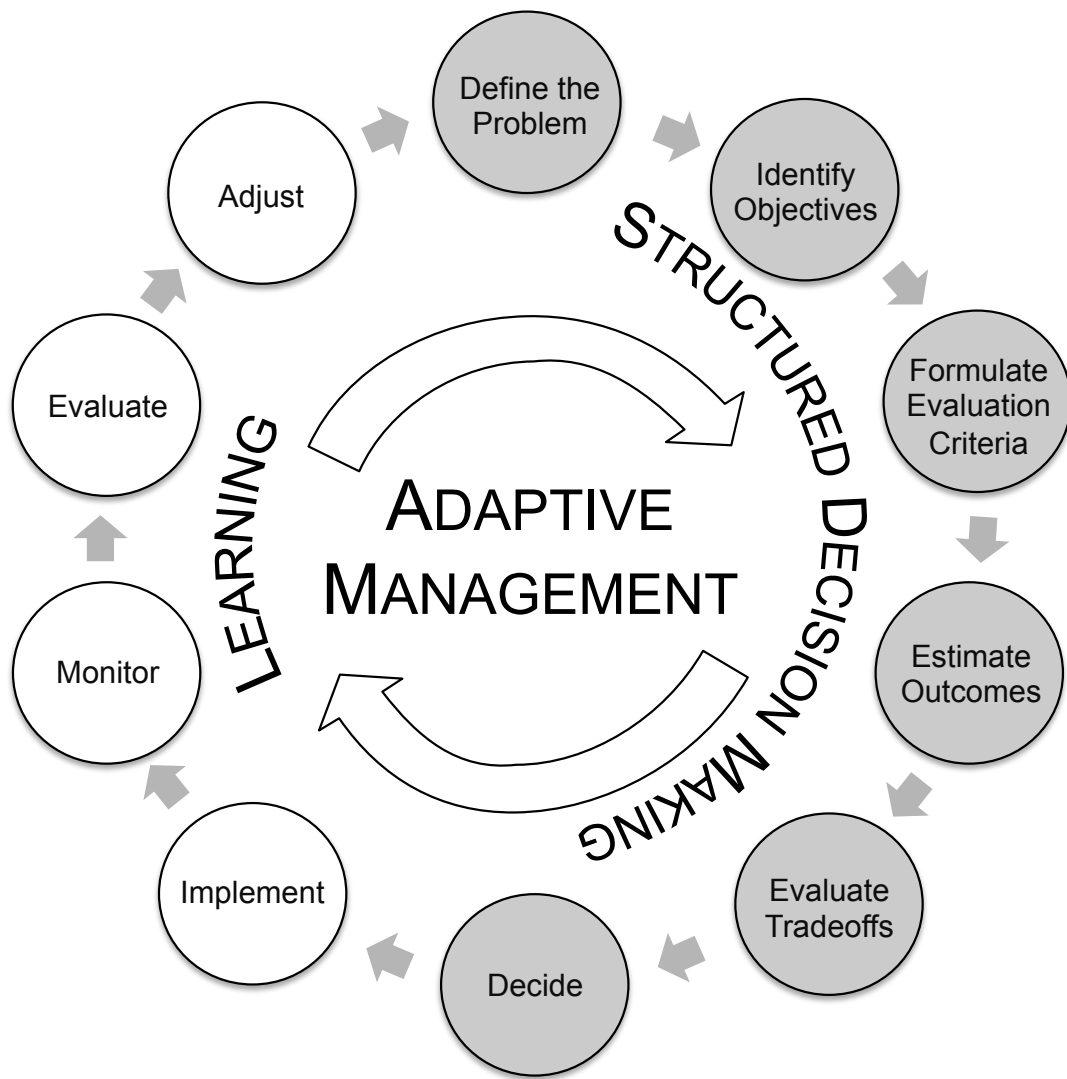 Define the
Problem
Identify
Objectives
Formulate
Evaluation
Criteria
Estimate
Outcomes
Evaluate
Tradeoffs
Decide
Implement
Monitor
Evaluate
Adjust
STRUCTURED DECISION MAKING
LEARNING
ADAPTIVE
MANAGEMENT